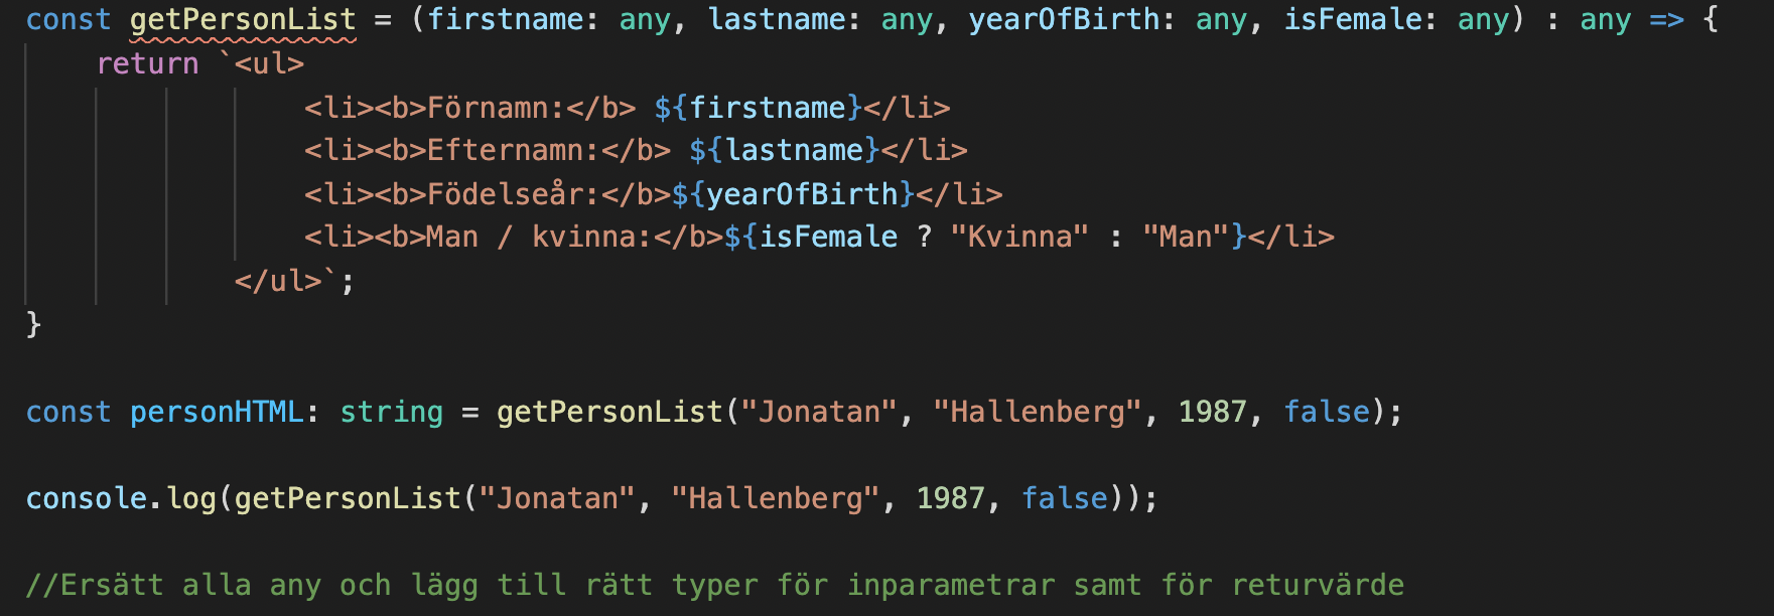 const getPersonList = (firstname: any, lastname: any, yearOfBirth: any, isFemale: any) : any => {
    return `<ul>
                <li><b>Förnamn:</b> ${firstname}</li>
                <li><b>Efternamn:</b> ${lastname}</li>
                <li><b>Födelseår:</b>${yearOfBirth}</li>
                <li><b>Man / kvinna:</b>${isFemale ? "Kvinna" : "Man"}</li>
            </ul>`;
}
const personHTML: string = getPersonList("Jonatan", "Hallenberg", 1987, false);
console.log(getPersonList("Jonatan", "Hallenberg", 1987, false));
//Ersätt alla any och lägg till rätt typer för inparametrar samt för returvärde